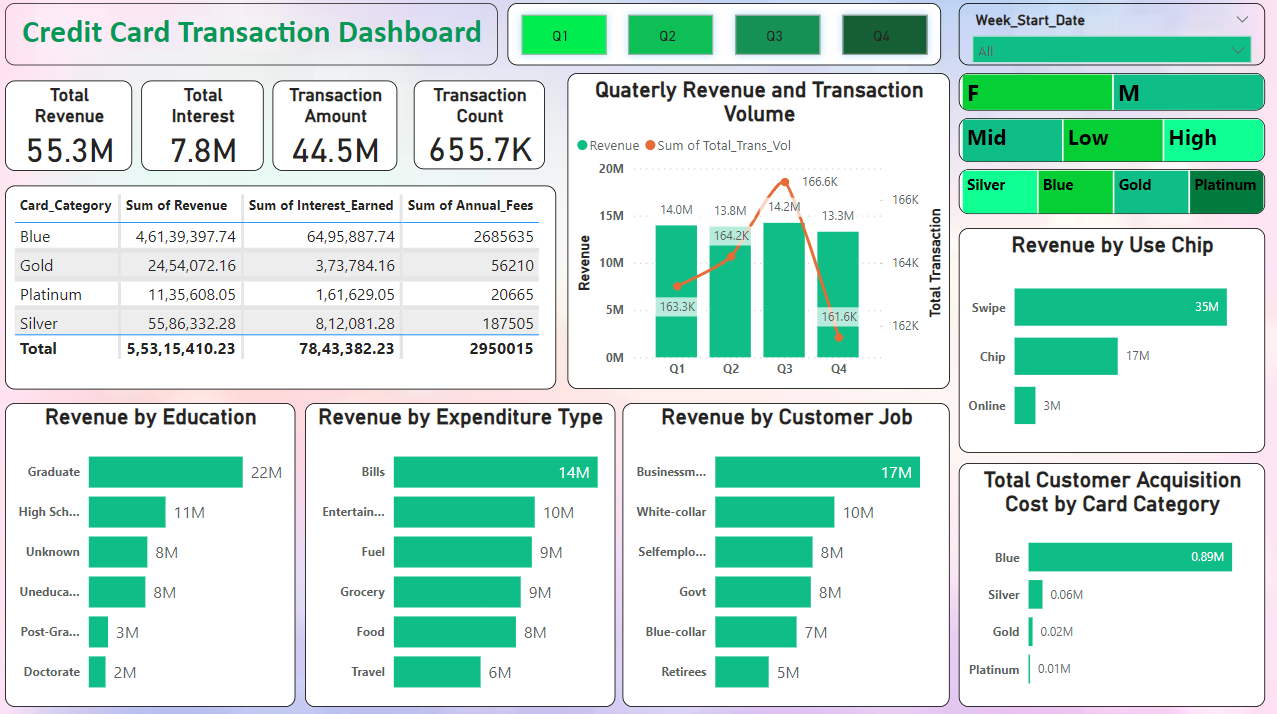 Credit Card Transaction Dashboard
Q1 Q2 Q3 Q4
Week_Start_Date
All
F M
Mid Low High
Silver Blue Gold Platinum
Total
Revenue
55.3M
Total
Interest
7.8M
Transaction
Amount
44.5M
Transaction
Count
655.7K
Card_Category Sum of Revenue Sum of Interest_Earned Sum of Annual_Fees
Blue 4,61,39,397.74 64,95,887.74 2685635
Gold 24,54,072.16 3,73,784.16 56210
Platinum 11,35,608.05 1,61,629.05 20665
Silver 55,86,332.28 8,12,081.28 187505
Total 5,53,15,410.23 78,43,382.23 2950015
Quaterly Revenue and Transaction
Volume
Revenue Sum of Total_Trans_Vol
20M
15M
10M
5M
0M
Revenue
14.0M 13.8M 14.2M 13.3M
163.3K 164.2K 166.6K 161.6K
166K
164K
162K
Total Transaction
Q1 Q2 Q3 Q4
Revenue by Use Chip
Swipe 35M
Chip 17M
Online 3M
Revenue by Education
Graduate 22M
High Sch... 11M
Unknown 8M
Uneduca... 8M
Post-Gra... 3M
Doctorate 2M
Revenue by Expenditure Type
Bills 14M
Entertain... 10M
Fuel 9M
Grocery 9M
Food 8M
Travel 6M
Revenue by Customer Job
Businessm... 17M
White-collar 10M
Selfemplo... 8M
Govt 8M
Blue-collar 7M
Retirees 5M
Total Customer Acquisition
Cost by Card Category
Blue 0.89M
Silver 0.06M
Gold 0.02M
Platinum 0.01M